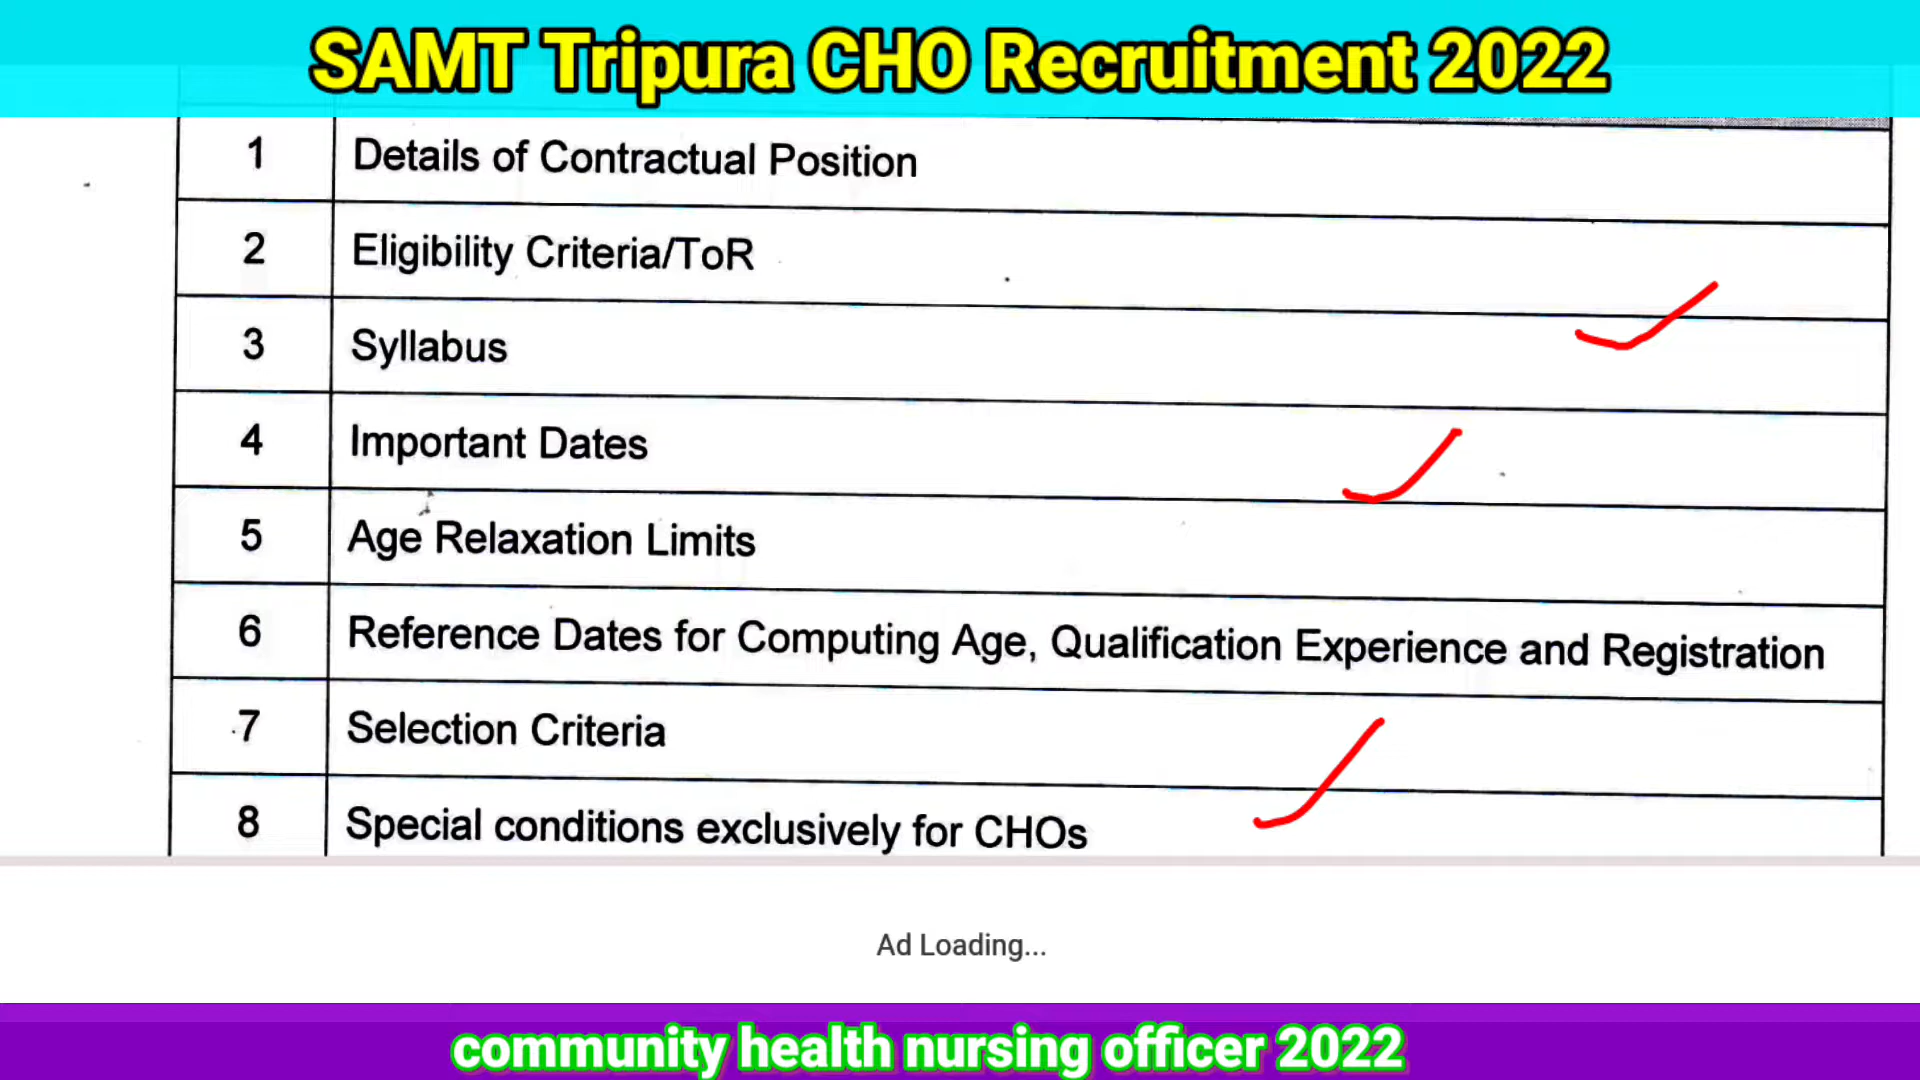 SAMT Tripura CHO Recruitment 2022
1 Details of Contractual Position
2 Eligibility Criteria/ToR
3 Syllabus
4 Important Dates
5 Age Relaxation Limits
6 Reference Dates for Computing Age, Qualification Experience and Registration
7 Selection Criteria
8 Special conditions exclusively for CHOs
Ad Loading...
community health nursing officer 2022